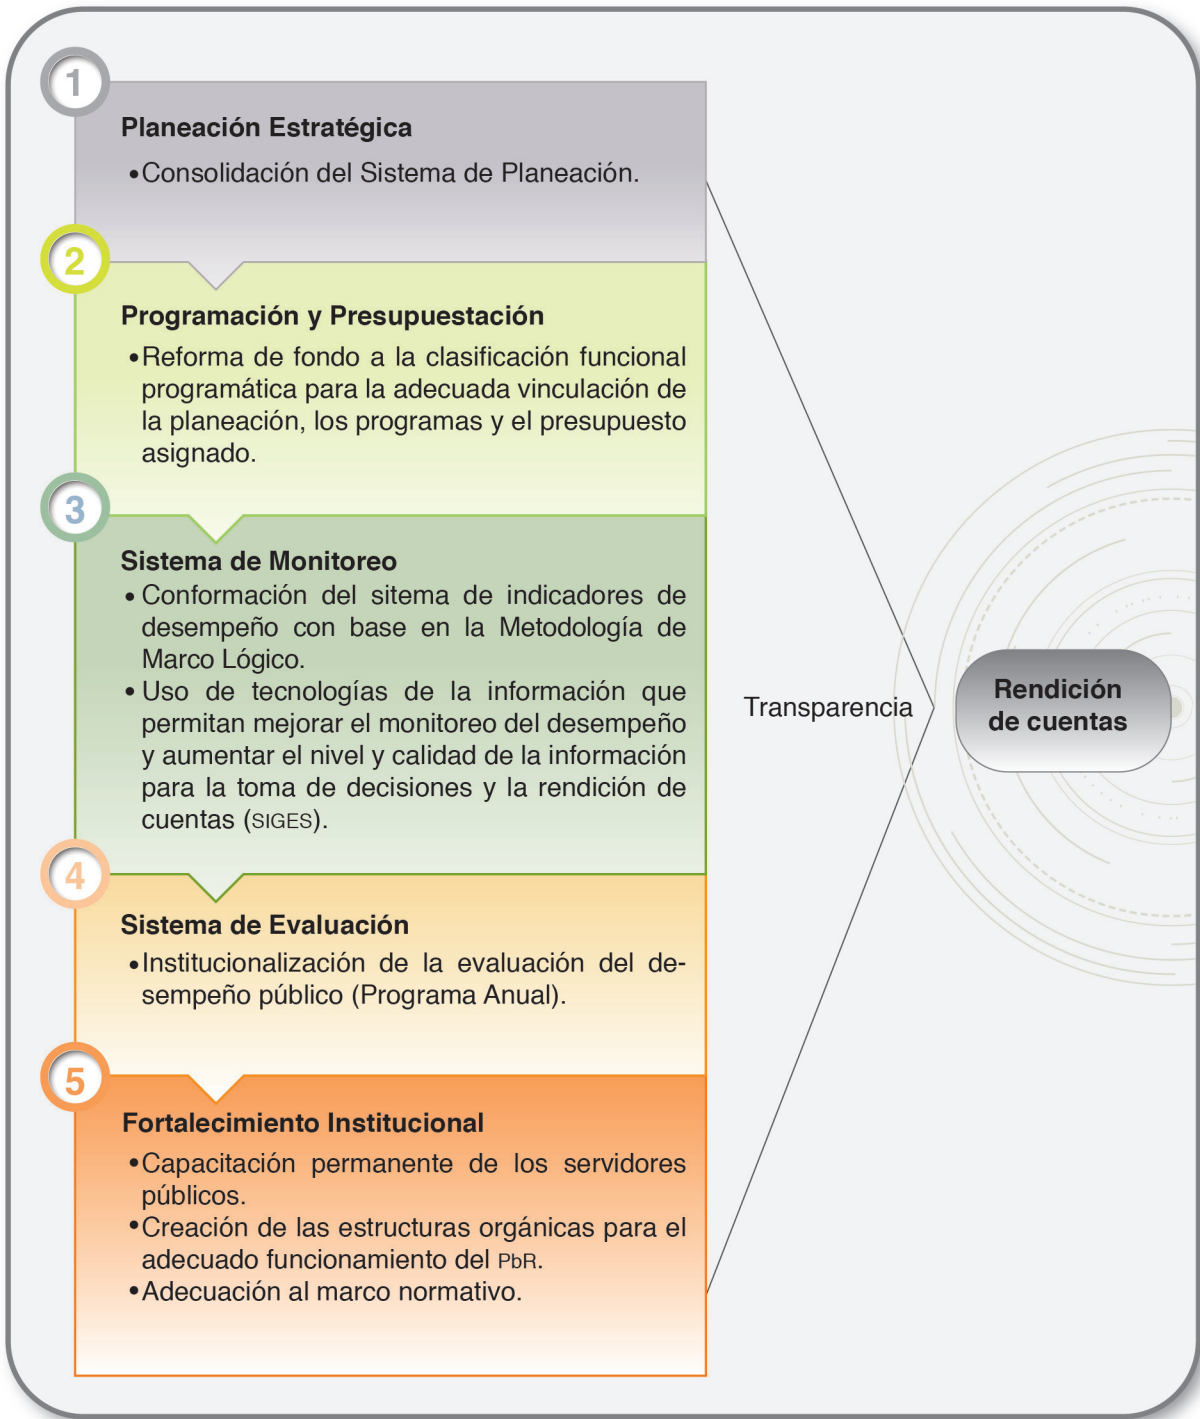 1
Planeación Estratégica
•Consolidación del Sistema de Planeación.
2
Programación y Presupuestación
•Reforma de fondo a la clasificación funcional
programática para la adecuada vinculación de
la planeación, los programas y el presupuesto
asignado.
3
Sistema de Monitoreo
• Conformación del sitema de indicadores de
desempeño con base en la Metodología de
Marco Lógico.
• Uso de tecnologías de la información que
permitan mejorar el monitoreo del desempeño
y aumentar el nivel y calidad de la información
para la toma de decisiones y la rendición de
cuentas (SIGES).
4
Sistema de Evaluación
•Institucionalización de la evaluación del de-
sempeño público (Programa Anual).
5
Fortalecimiento Institucional
•Capacitación permanente de los servidores
públicos.
•Creación de las estructuras orgánicas para el
adecuado funcionamiento del PbR.
•Adecuación al marco normativo.
Transparencia
Rendición
de cuentas